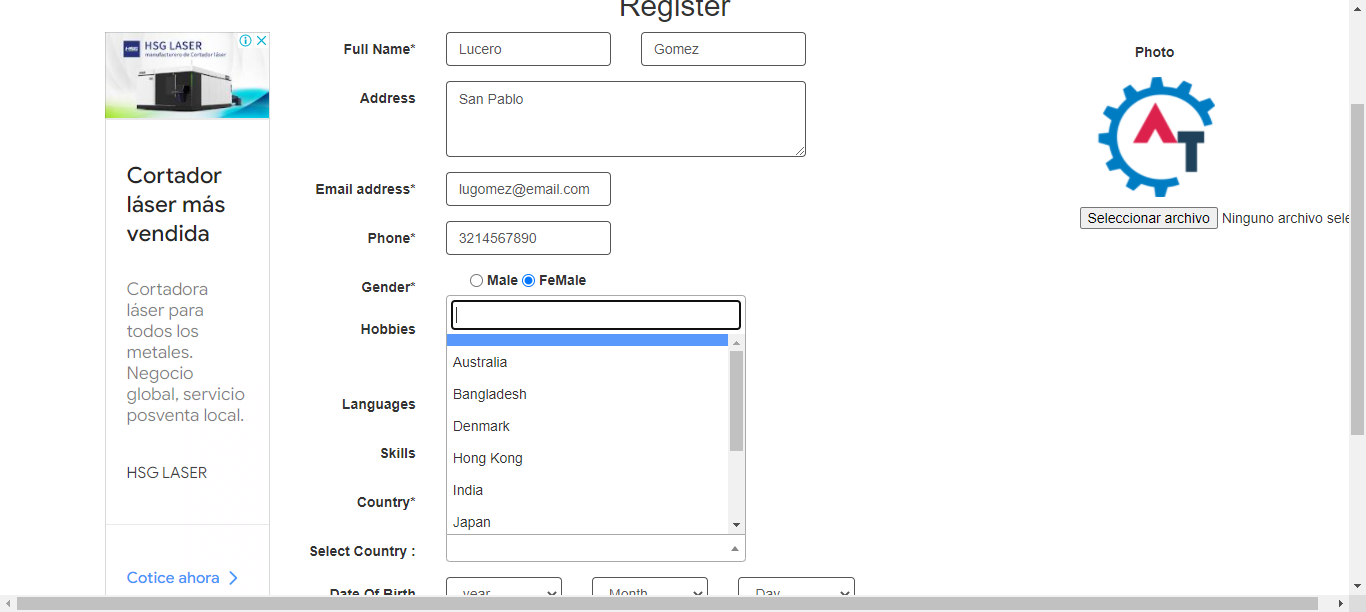 Register
HSG LASER
manufacturero de Cortador láser
Cortador
láser más
vendida
Cortadora
láser para
todos los
metales.
Negocio
global, servicio
posventa local.
HSG LASER
Cotice ahora
Full Name*
Lucero
Gomez
Address
San Pablo
Email address*
lugomez@email.com
Phone*
3214567890
Gender*
Male FeMale
Hobbies
Languages
Skills
Country*
Australia
Bangladesh
Denmark
Hong Kong
India
Japan
Select Country :
Date Of Birth
year
Month
Day
Photo
AT
Seleccionar archivo Ninguno archivo sele